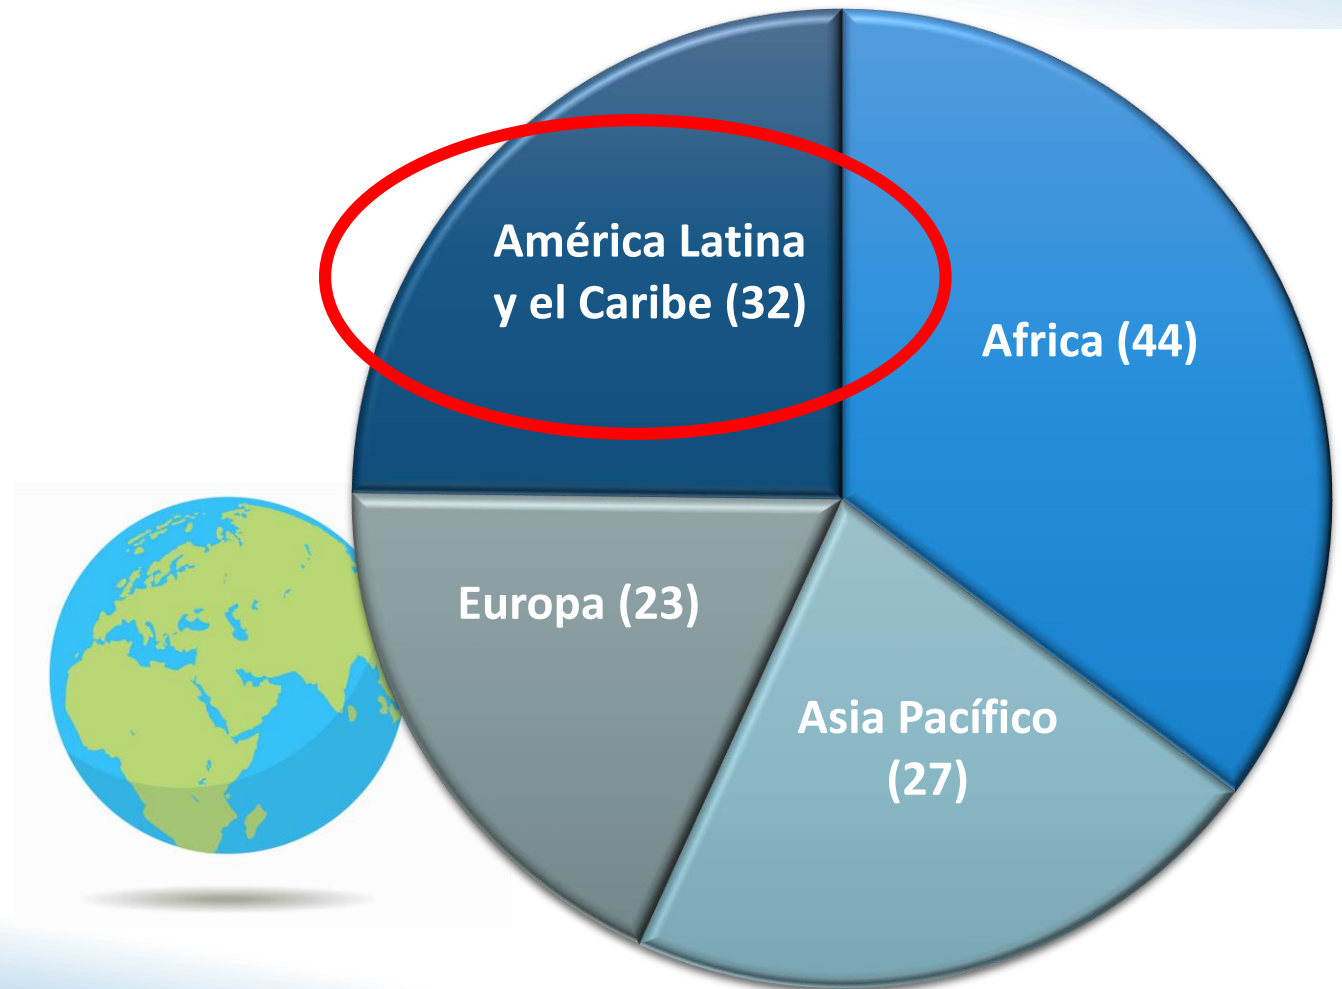 América Latina
y el Caribe (32)
Africa (44)
Europa (23)
Asia Pacífico
(27)